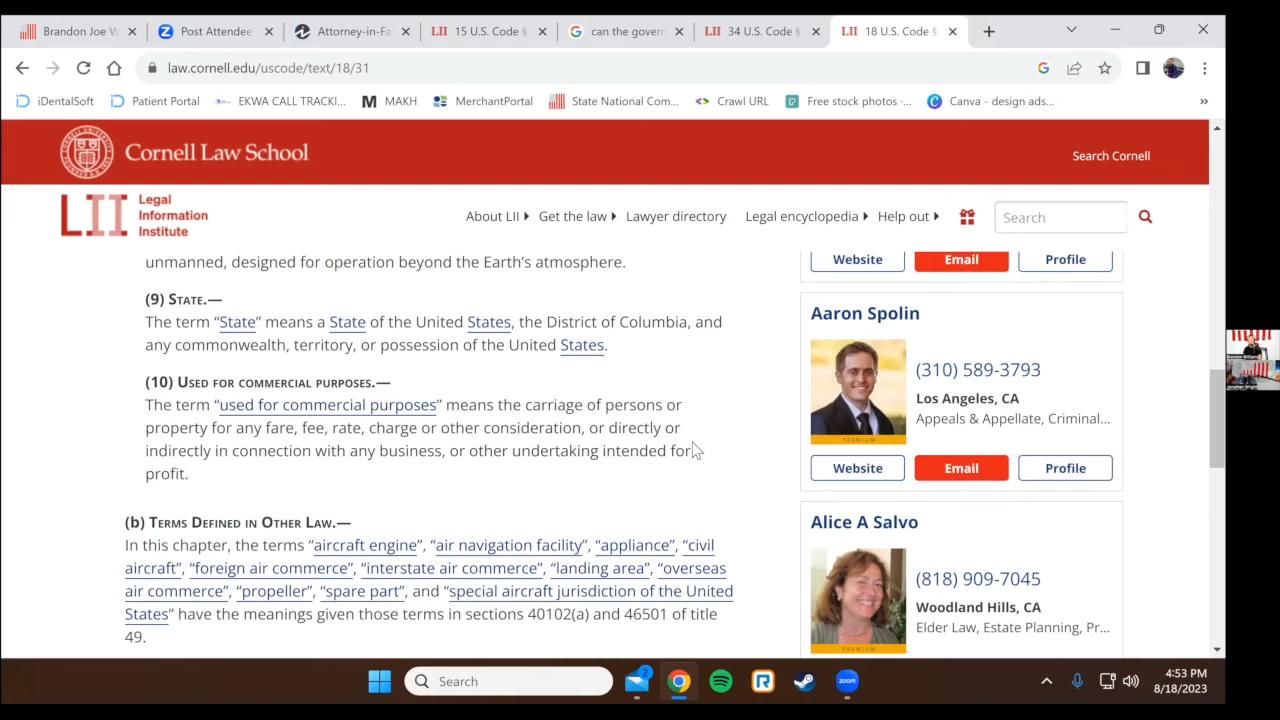 Brandon Joe W
Post Attendee
Attorney-in-Fa
15 U.S. Code §
can the gover
34 U.S. Code §
18 U.S. Code §
law.cornell.edu/uscode/text/18/31
iDentalSoft
Patient Portal
EKWA CALL TRACKI...
MAKH
MerchantPortal
State National Com...
Crawl URL
Free stock photos -...
Canva - design ads...
Cornell Law School
Search Cornell
LII
Legal
Information
Institute
About LII
Get the law
Lawyer directory
Legal encyclopedia
Help out
Search
unmanned, designed for operation beyond the Earth's atmosphere.
(9) State.—
The term “State” means a State of the United States, the District of Columbia, and
any commonwealth, territory, or possession of the United States.
(10) Used for commercial purposes.—
The term “used for commercial purposes” means the carriage of persons or
property for any fare, fee, rate, charge or other consideration, or directly or
indirectly in connection with any business, or other undertaking intended for
profit.
(b) Terms Defined in Other Law.—
In this chapter, the terms “aircraft engine”, “air navigation facility”, “appliance”, “civil
aircraft”, “foreign air commerce”, “interstate air commerce”, “landing area”, “overseas
air commerce”, “propeller”, “spare part”, and “special aircraft jurisdiction of the United
States” have the meanings given those terms in sections 40102(a) and 46501 of title
49.
Website
Email
Profile
Aaron Spolin
(310) 589-3793
Los Angeles, CA
Appeals & Appellate, Criminal...
PREMIUM
Website
Email
Profile
Alice A Salvo
(818) 909-7045
Woodland Hills, CA
Elder Law, Estate Planning, Pr...
PREMIUM
Search
2
zoom
4:53 PM
8/18/2023